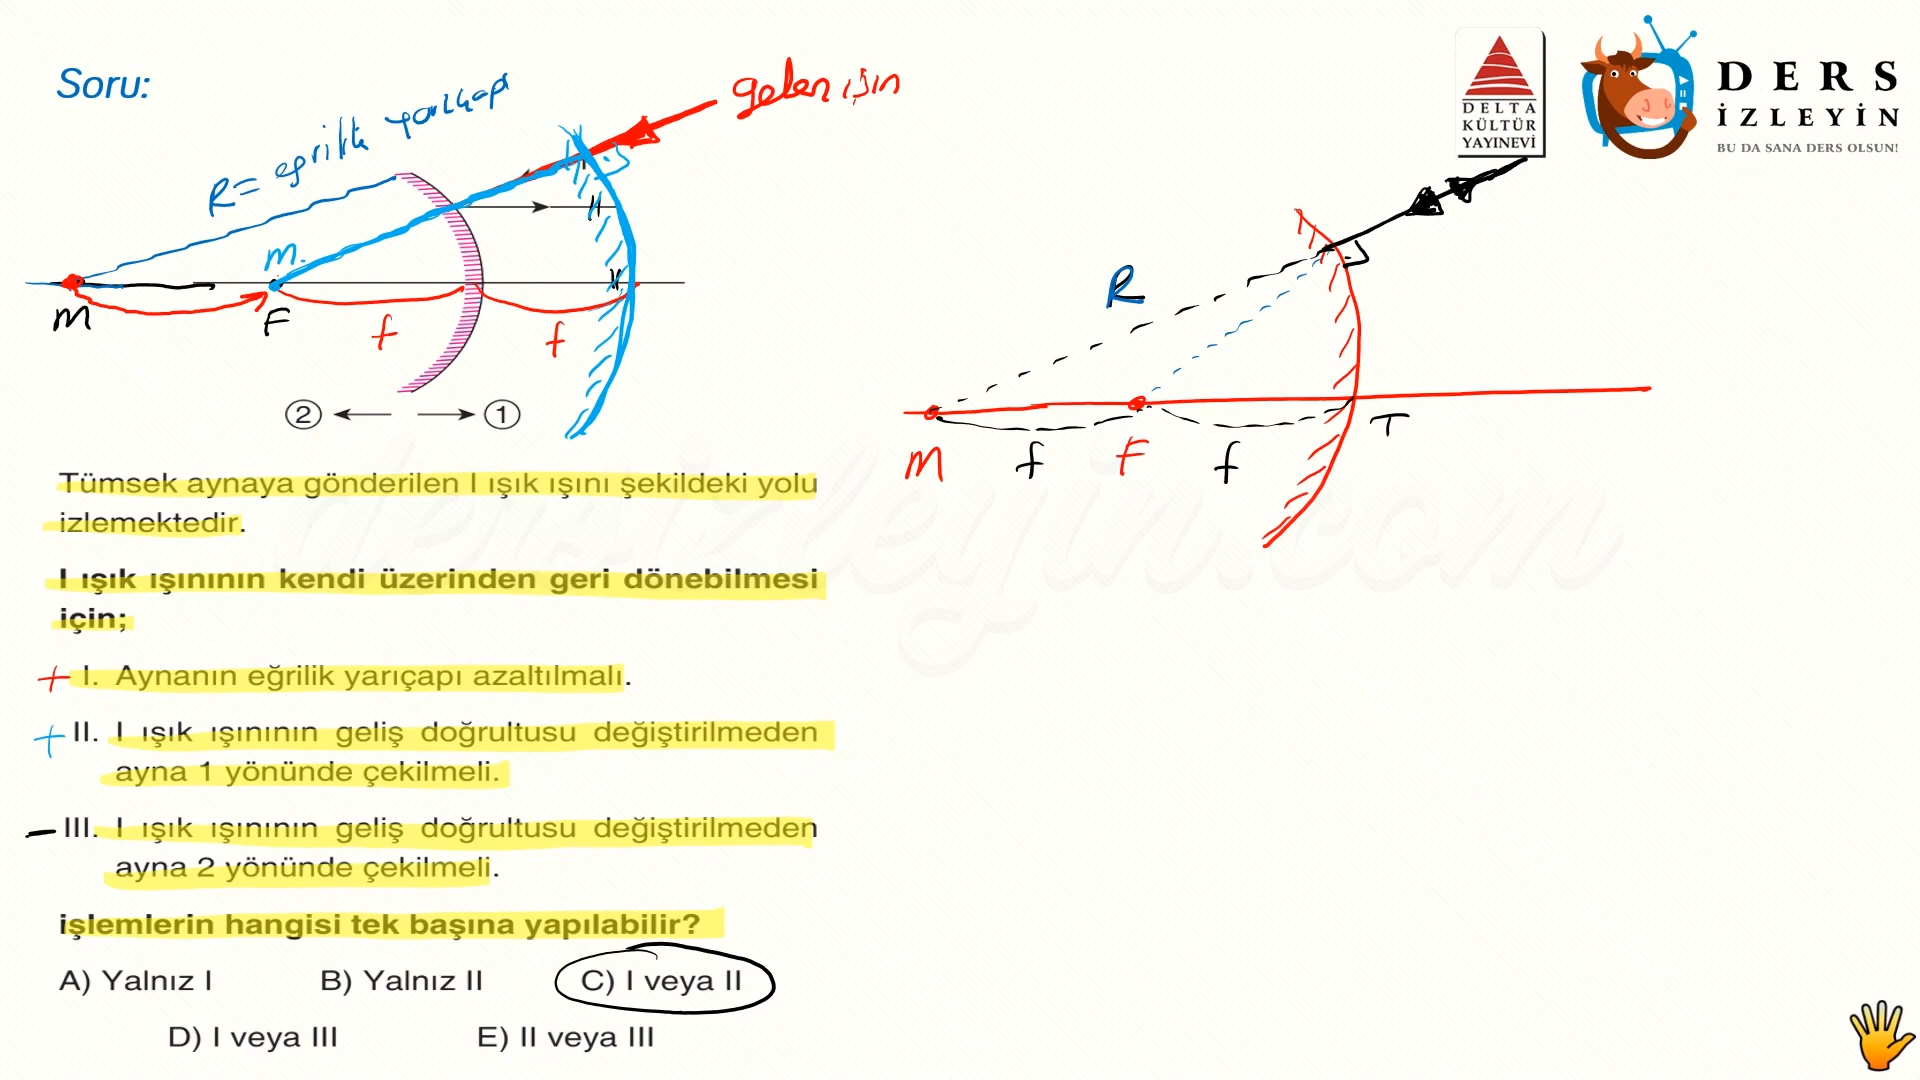 Soru:
R= eğrilik yarıçapı
gelen ışın
DELTA
KÜLTÜR
YAYINEVİ
DERS
İZLEYİN
BU DA SANA DERS OLSUN!
m.
M
F
f
f
2
1
R
M
f
F
f
T
dersizleyin.com
Tümsek aynaya gönderilen I ışık ışını şekildeki yolu
izlemektedir.
I ışık ışınının kendi üzerinden geri dönebilmesi
için;
+ I. Aynanın eğrilik yarıçapı azaltılmalı.
+ II. I ışık ışınının geliş doğrultusu değiştirilmeden
ayna 1 yönünde çekilmeli.
– III. I ışık ışınının geliş doğrultusu değiştirilmeden
ayna 2 yönünde çekilmeli.
işlemlerin hangisi tek başına yapılabilir?
A) Yalnız I B) Yalnız II C) I veya II
D) I veya III E) II veya III